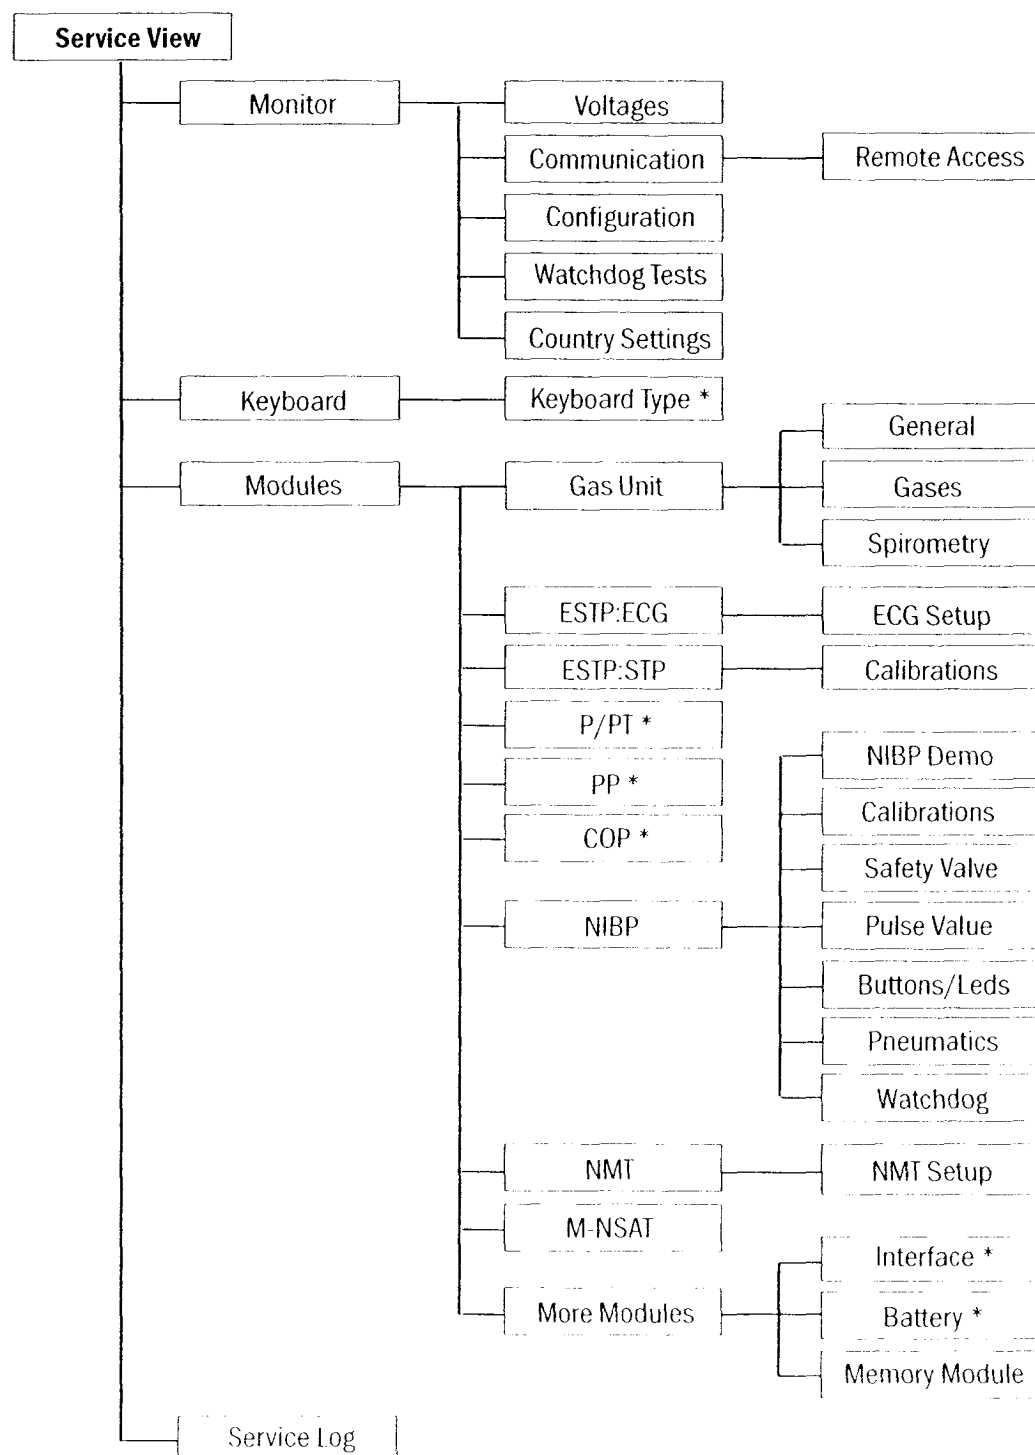 Service View
Monitor
Voltages
Communication
Remote Access
Configuration
Watchdog Tests
Country Settings
Keyboard
Keyboard Type *
Modules
Gas Unit
General
Gases
Spirometry
ESTP:ECG
ECG Setup
ESTP:STP
Calibrations
P/PT *
PP *
COP *
NIBP
NIBP Demo
Calibrations
Safety Valve
Pulse Value
Buttons/Leds
Pneumatics
Watchdog
NMT
NMT Setup
M-NSAT
More Modules
Interface *
Battery *
Memory Module
Service Log